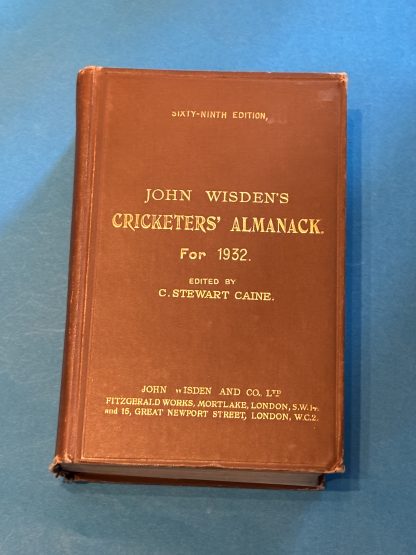 SIXTY-NINTH EDITION,
JOHN WISDEN'S
CRICKETERS' ALMANACK.
For 1932.
EDITED BY
C. STEWART CAINE.
JOHN WISDEN AND CO. LTD
FITZGERALD WORKS, MORTLAKE, LONDON, S.W.14.
and 15, GREAT NEWPORT STREET, LONDON, W.C.2.